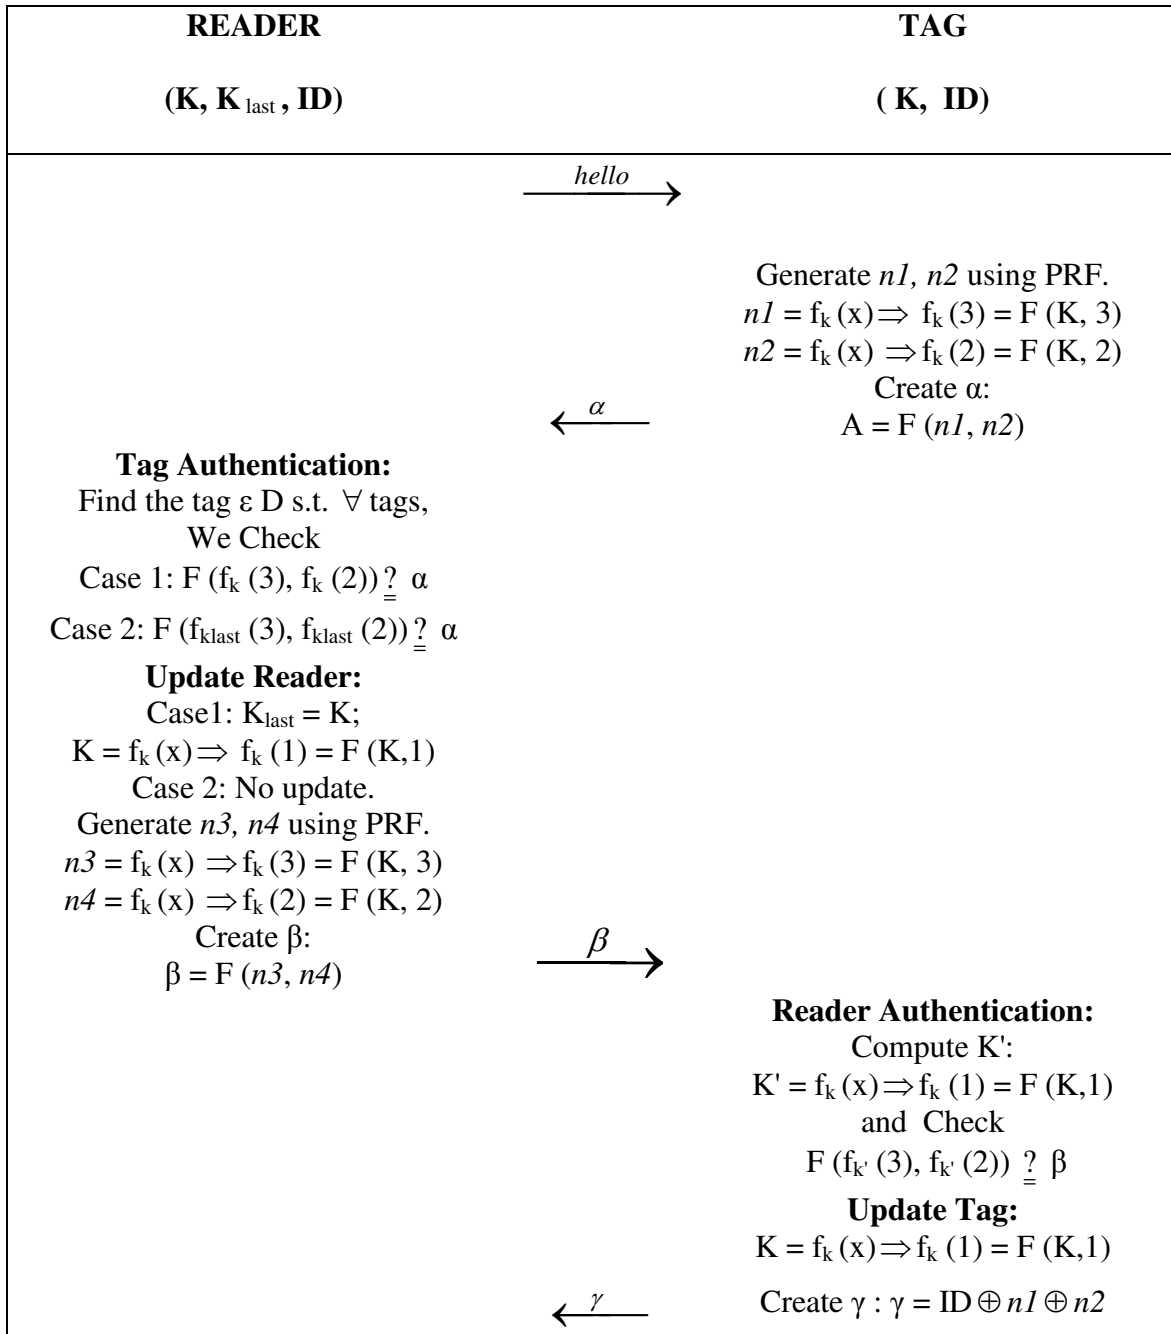 READER
TAG
(K, K last , ID)
( K, ID)
hello
Generate n1, n2 using PRF.
n1 = fk (x) ⇒ fk (3) = F (K, 3)
n2 = fk (x) ⇒ fk (2) = F (K, 2)
Create α:
α
A = F (n1, n2)
Tag Authentication:
Find the tag ε D s.t. ∀ tags,
We Check
Case 1: F (fk (3), fk (2)) ?= α
Case 2: F (fklast (3), fklast (2)) ?= α
Update Reader:
Case1: Klast = K;
K = fk (x) ⇒ fk (1) = F (K,1)
Case 2: No update.
Generate n3, n4 using PRF.
n3 = fk (x) ⇒ fk (3) = F (K, 3)
n4 = fk (x) ⇒ fk (2) = F (K, 2)
Create β:
β = F (n3, n4)
β
Reader Authentication:
Compute K':
K' = fk (x) ⇒ fk (1) = F (K,1)
and Check
F (fk' (3), fk' (2)) ?= β
Update Tag:
K = fk (x) ⇒ fk (1) = F (K,1)
γ
Create γ : γ = ID ⊕ n1 ⊕ n2